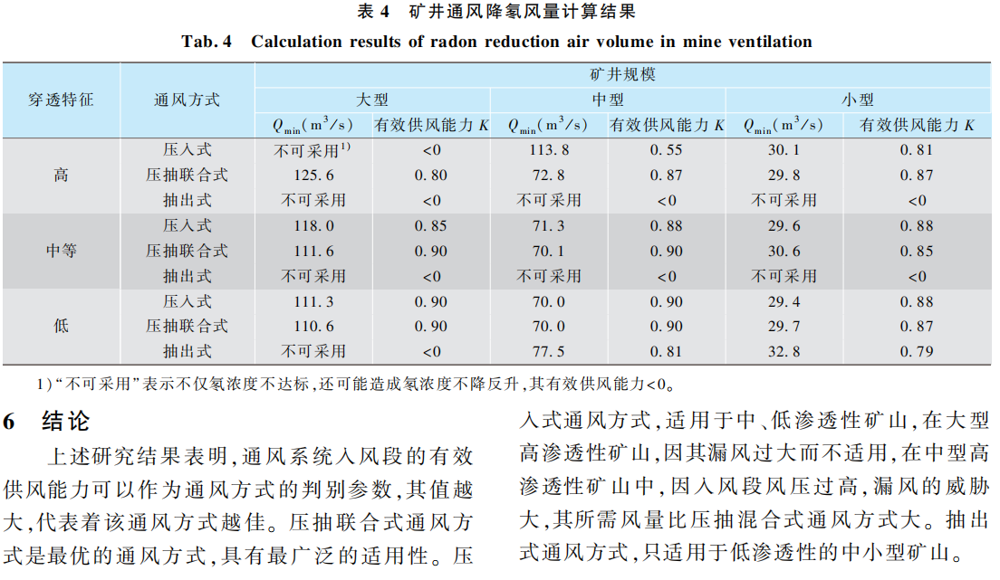 表 4 矿井通风降氡风量计算结果
Tab. 4 Calculation results of radon reduction air volume in mine ventilation
穿透特征 通风方式 矿井规模
大型 中型 小型
Qmin(m³/s) 有效供风能力 K Qmin(m³/s) 有效供风能力 K Qmin(m³/s) 有效供风能力 K
高 压入式 不可采用¹⁾ <0 113.8 0.55 30.1 0.81
压抽联合式 125.6 0.80 72.8 0.87 29.8 0.87
抽出式 不可采用 <0 不可采用 <0 不可采用 <0
中等 压入式 118.0 0.85 71.3 0.88 29.6 0.88
压抽联合式 111.6 0.90 70.1 0.90 30.6 0.85
抽出式 不可采用 <0 不可采用 <0 不可采用 <0
低 压入式 111.3 0.90 70.0 0.90 29.4 0.88
压抽联合式 110.6 0.90 70.0 0.90 29.7 0.87
抽出式 不可采用 <0 77.5 0.81 32.8 0.79
1)“不可采用”表示不仅氡浓度不达标,还可能造成氡浓度不降反升,其有效供风能力<0。
6 结论
上述研究结果表明,通风系统入风段的有效
供风能力可以作为通风方式的判别参数,其值越
大,代表着该通风方式越佳。压抽联合式通风方
式是最优的通风方式,具有最广泛的适用性。压
入式通风方式,适用于中、低渗透性矿山,在大型
高渗透性矿山,因其漏风过大而不适用,在中型高
渗透性矿山中,因入风段风压过高,漏风的威胁
大,其所需风量比压抽混合式通风方式大。抽出
式通风方式,只适用于低渗透性的中小型矿山。